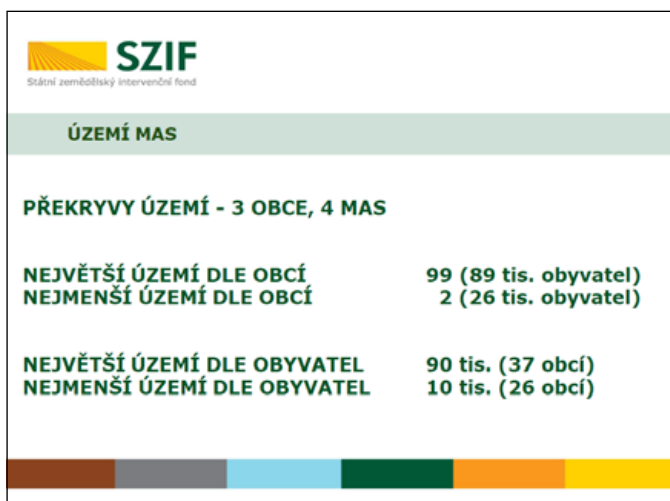 SZIF
Státní zemědělský intervenční fond
ÚZEMÍ MAS
PŘEKRYVY ÚZEMÍ - 3 OBCE, 4 MAS
NEJVĚTŠÍ ÚZEMÍ DLE OBCÍ 99 (89 tis. obyvatel)
NEJMENŠÍ ÚZEMÍ DLE OBCÍ 2 (26 tis. obyvatel)
NEJVĚTŠÍ ÚZEMÍ DLE OBYVATEL 90 tis. (37 obcí)
NEJMENŠÍ ÚZEMÍ DLE OBYVATEL 10 tis. (26 obcí)